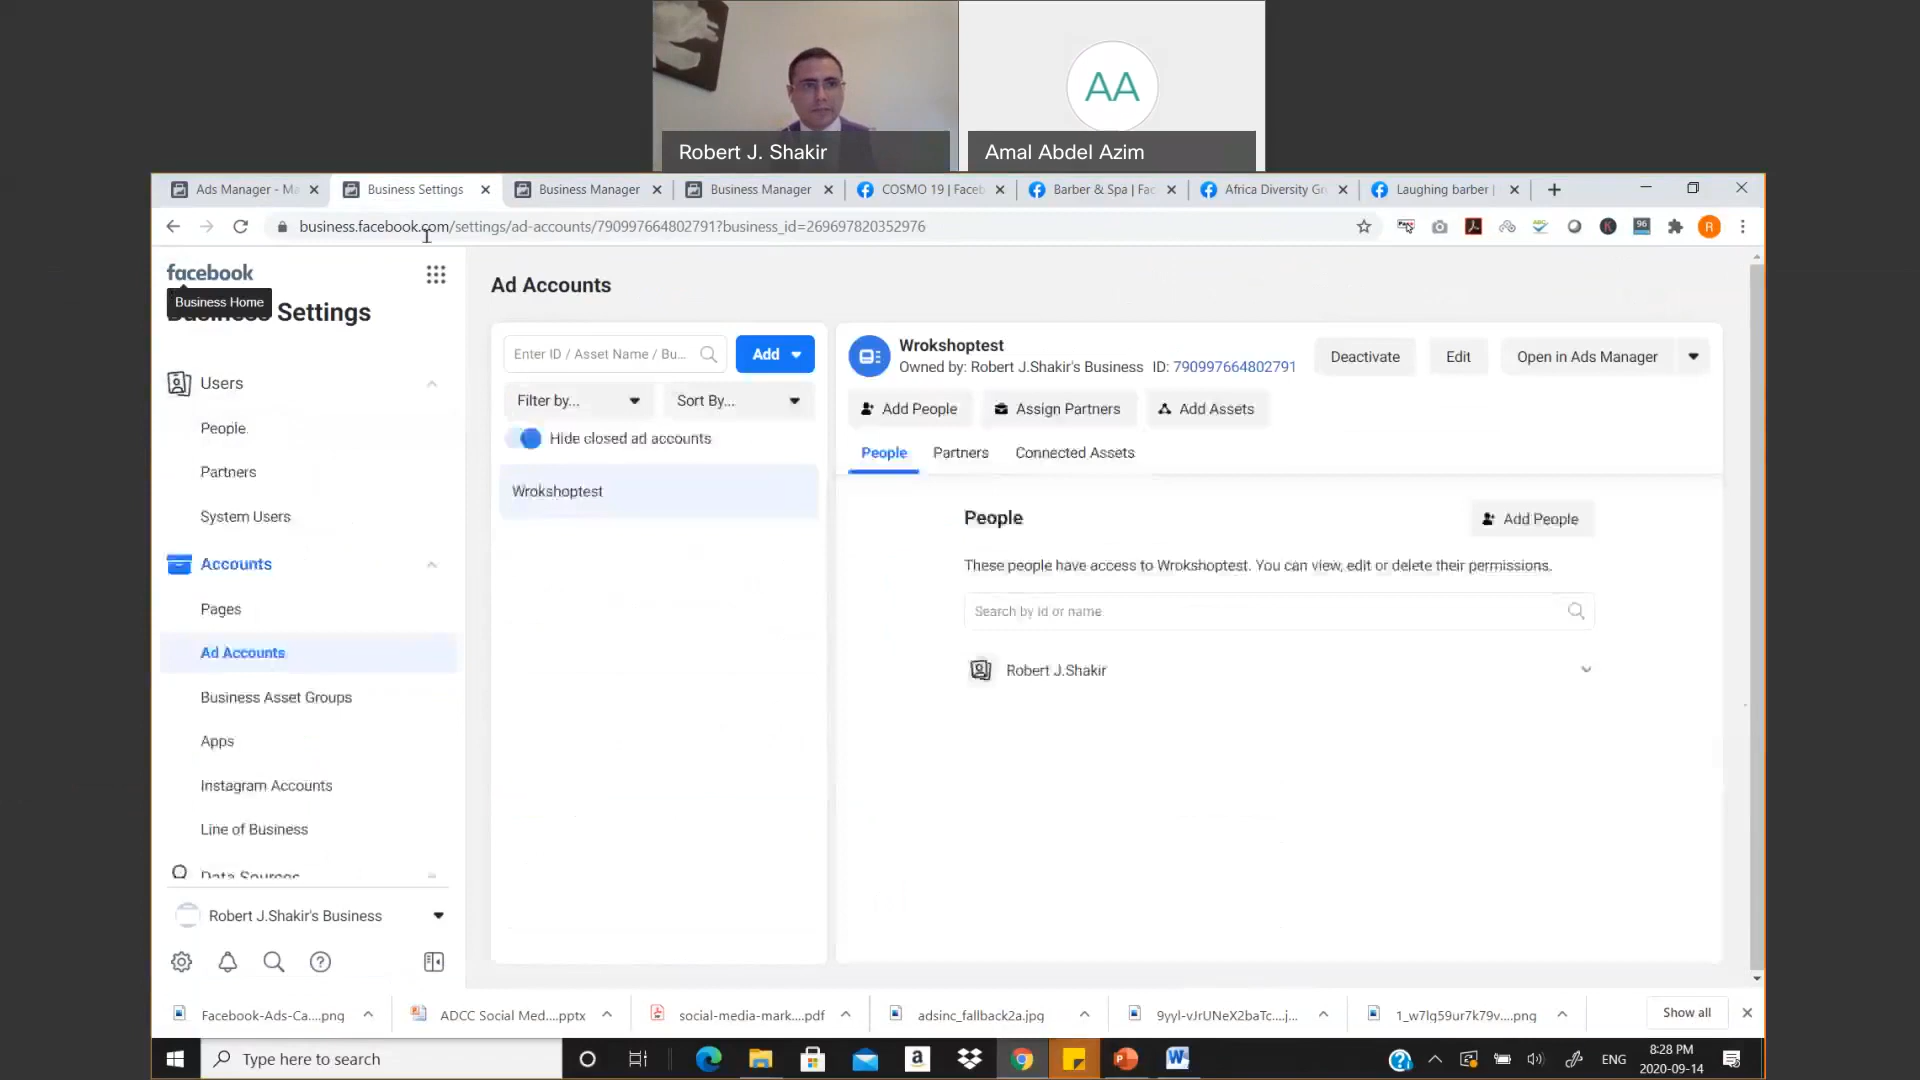 AA
Robert J. Shakir
Amal Abdel Azim
Ads Manager - Ma
Business Settings
Business Manager
Business Manager
COSMO 19 | Faceb
Barber & Spa | Fac
Africa Diversity Gr
Laughing barber |
business.facebook.com/settings/ad-accounts/790997664802791?business_id=269697820352976
96
R
facebook
Business Home
Settings
Users
People
Partners
System Users
Accounts
Pages
Ad Accounts
Business Asset Groups
Apps
Instagram Accounts
Line of Business
Data Sources
Robert J.Shakir's Business
Ad Accounts
Enter ID / Asset Name / Bu...
Add
Filter by...
Sort By...
Hide closed ad accounts
Wrokshoptest
Wrokshoptest
Owned by: Robert J.Shakir's Business ID: 790997664802791
Deactivate
Edit
Open in Ads Manager
Add People
Assign Partners
Add Assets
People
Partners
Connected Assets
People
Add People
These people have access to Wrokshoptest. You can view, edit or delete their permissions.
Search by id or name
Robert J.Shakir
Facebook-Ads-Ca....png
ADCC Social Med....pptx
social-media-mark....pdf
adsinc_fallback2a.jpg
9yyl-vJrUNeX2baTc....j...
1_w7lg59ur7k79v....png
Show all
Type here to search
ENG
8:28 PM
2020-09-14